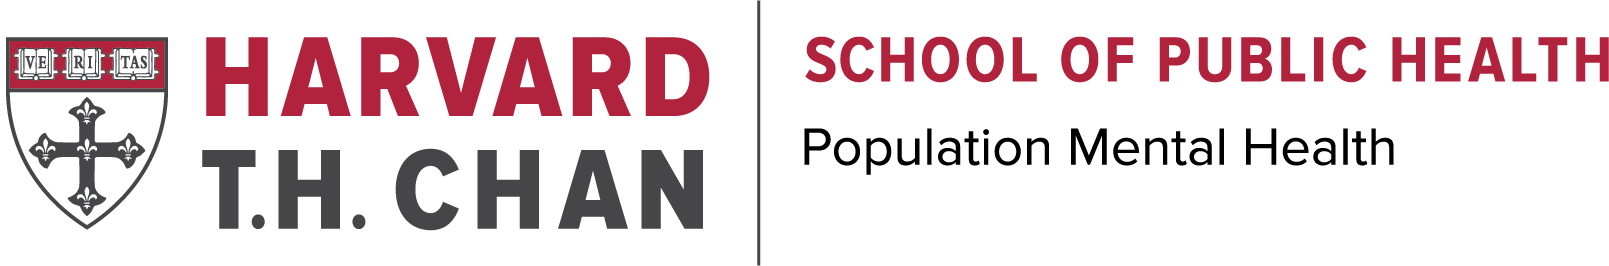 VE RI TAS
HARVARD
T.H. CHAN
SCHOOL OF PUBLIC HEALTH
Population Mental Health